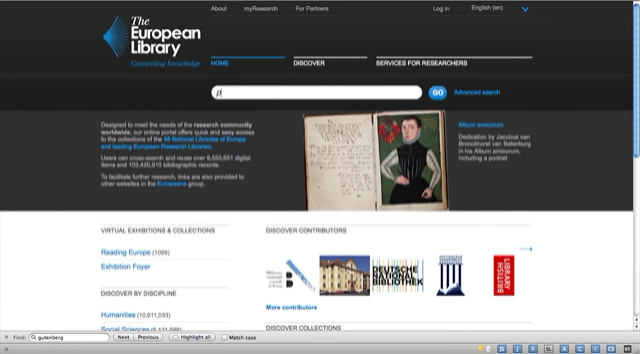 About
myResearch
For Partners
Log in
English (en)
The
European
Library
Connecting knowledge
HOME
DISCOVER
SERVICES FOR RESEARCHERS
p
GO
Advanced search
Designed to meet the needs of the research community
worldwide, our online portal offers quick and easy access
to the collections of the 48 National Libraries of Europe
and leading European Research Libraries.
Users can cross-search and reuse over 9,650,651 digital
items and 103,420,910 bibliographic records.
To facilitate further research, links are also provided to
other websites in the Europeana group.
Album amicorum
Dedication by Jacobus van
Bronckhorst van Batenburg
in his Album amicorum,
including a portrait
VIRTUAL EXHIBITIONS & COLLECTIONS
Reading Europe (1099)
Exhibition Foyer
DISCOVER BY DISCIPLINE
Humanities (10,611,033)
DISCOVER CONTRIBUTORS
DEUTSCHE
NATIONAL
BIBLIOTHEK
BRITISH
LIBRARY
More contributors
DISCOVER COLLECTIONS
Find:
gutenberg
Next
Previous
Highlight all
Match case